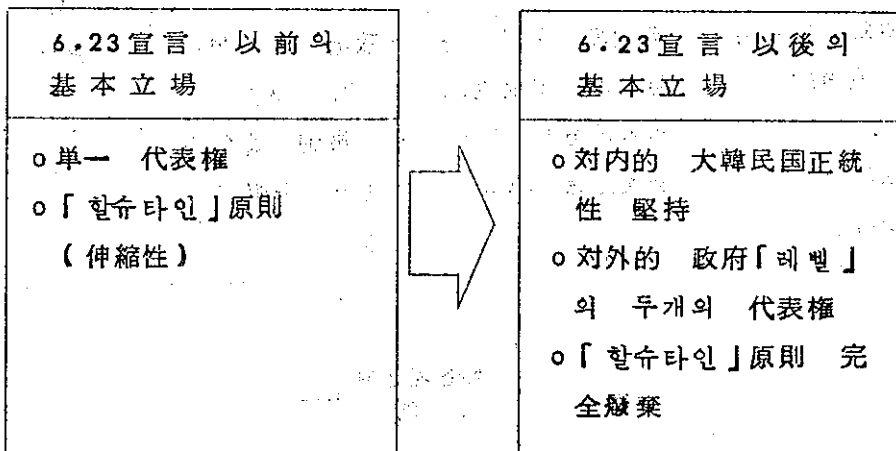 6.23宣言 以前의
基本立場
o 単一 代表権
o 「할슈타인」原則
(伸縮性)
6.23宣言 以後의
基本立場
o 対内的 大韓民国正統
性 堅持
o 対外的 政府「레벨」
의 두개의 代表権
o 「할슈타인」原則 完
全廢棄